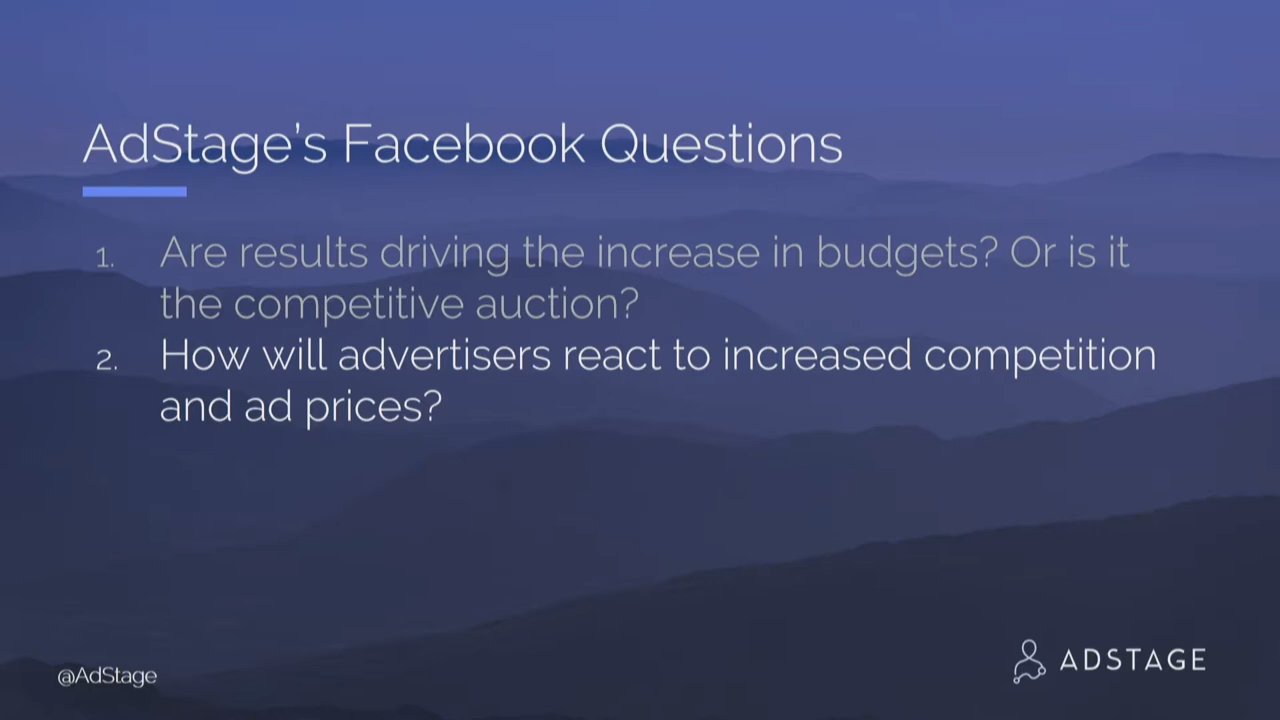 AdStage's Facebook Questions
1. Are results driving the increase in budgets? Or is it
the competitive auction?
2. How will advertisers react to increased competition
and ad prices?
@AdStage
ADSTAGE